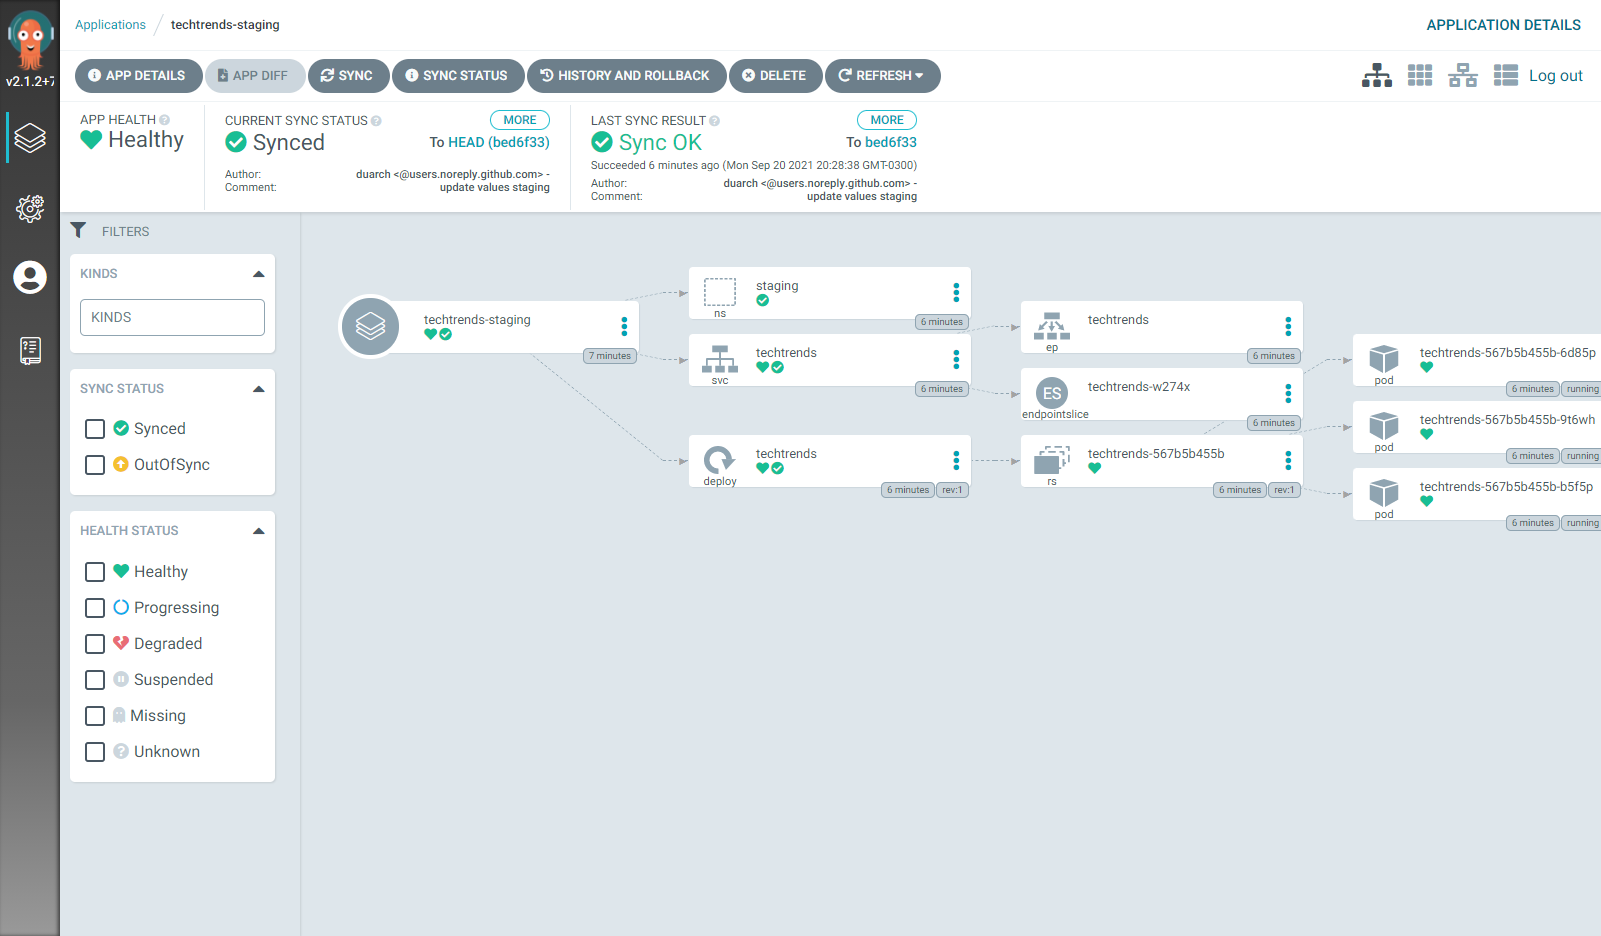 v2.1.2+7
Applications
techtrends-staging
APPLICATION DETAILS
APP DETAILS
APP DIFF
SYNC
SYNC STATUS
HISTORY AND ROLLBACK
DELETE
REFRESH
Log out
APP HEALTH
Healthy
CURRENT SYNC STATUS
MORE
Synced
To HEAD (bed6f33)
Author:
duarch <@users.noreply.github.com> -
Comment:
update values staging
LAST SYNC RESULT
MORE
Sync OK
To bed6f33
Succeeded 6 minutes ago (Mon Sep 20 2021 20:28:38 GMT-0300)
Author:
duarch <@users.noreply.github.com> -
Comment:
update values staging
FILTERS
KINDS
KINDS
SYNC STATUS
Synced
OutOfSync
HEALTH STATUS
Healthy
Progressing
Degraded
Suspended
Missing
Unknown
techtrends-staging
7 minutes
staging
ns
6 minutes
techtrends
svc
6 minutes
techtrends
deploy
6 minutes
rev:1
techtrends
ep
6 minutes
ES
techtrends-w274x
endpointslice
6 minutes
techtrends-567b5b455b
rs
6 minutes
rev:1
techtrends-567b5b455b-6d85p
pod
6 minutes
running
techtrends-567b5b455b-9t6wh
pod
6 minutes
running
techtrends-567b5b455b-b5f5p
pod
6 minutes
running